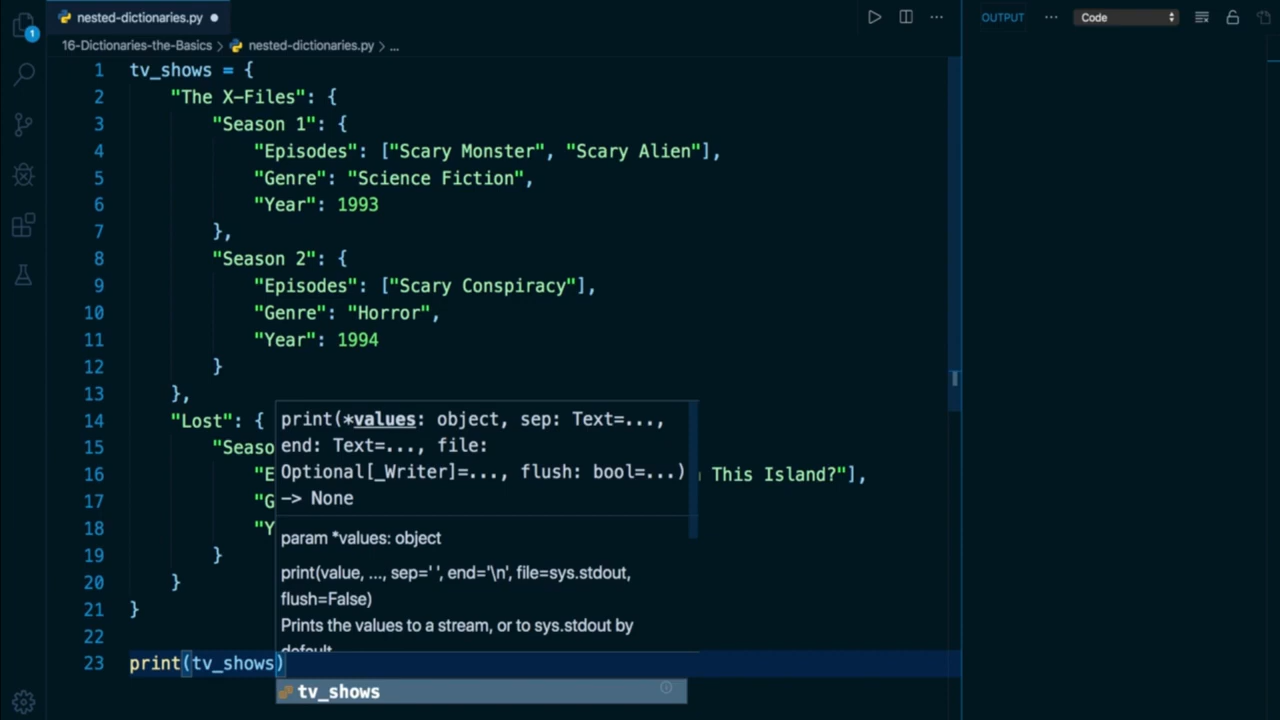 nested-dictionaries.py
OUTPUT
Code
1
16-Dictionaries-the-Basics > nested-dictionaries.py > ...
1 tv_shows = {
2 "The X-Files": {
3 "Season 1": {
4 "Episodes": ["Scary Monster", "Scary Alien"],
5 "Genre": "Science Fiction",
6 "Year": 1993
7 },
8 "Season 2": {
9 "Episodes": ["Scary Conspiracy"],
10 "Genre": "Horror",
11 "Year": 1994
12 }
13 },
14 "Lost": {
15
16 This Island?"],
17
18
19 }
20 }
21 }
22
23 print(tv_shows)
print(*values: object, sep: Text=...,
end: Text=..., file:
Optional[_Writer]=..., flush: bool=...)
-> None
param *values: object
print(value, ..., sep=' ', end='\n', file=sys.stdout,
flush=False)
Prints the values to a stream, or to sys.stdout by
default
tv_shows